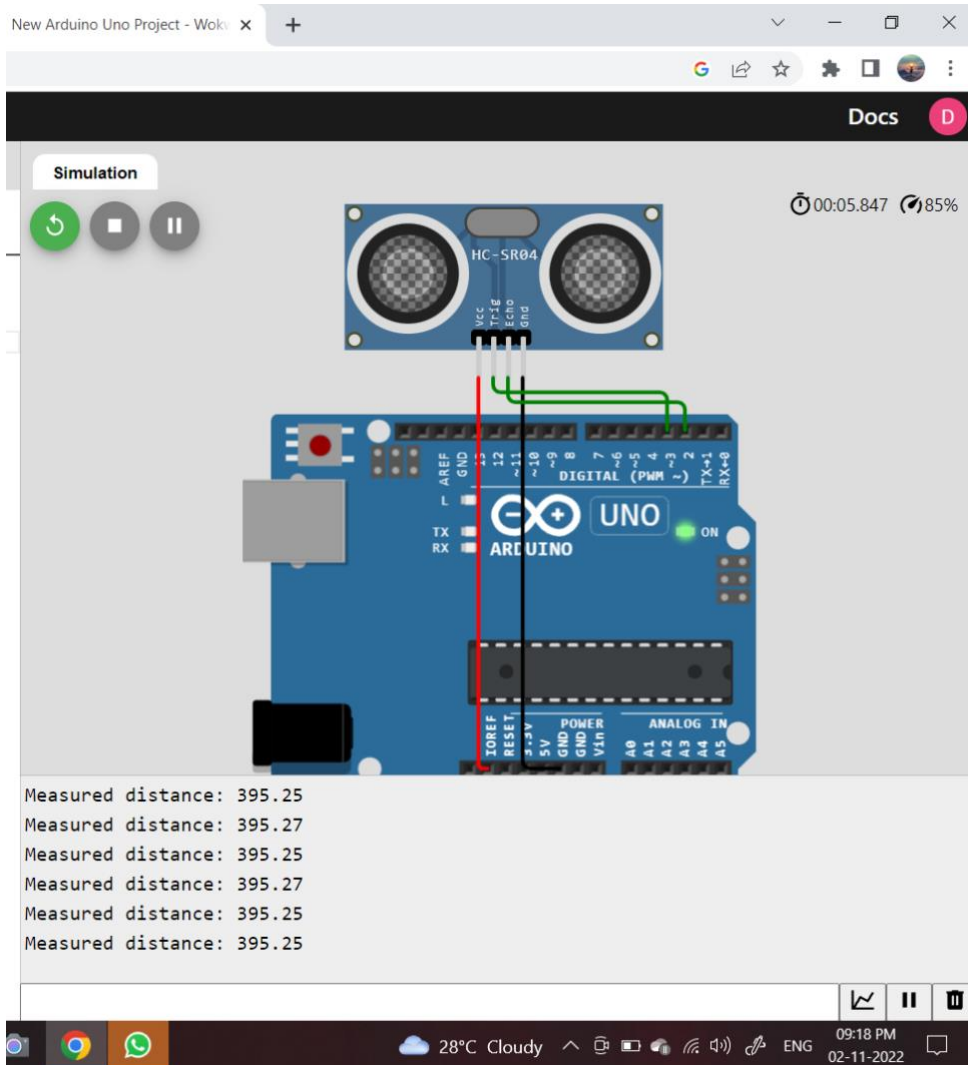 New Arduino Uno Project - Wokw
Docs
D
Simulation
00:05.847 85%
HC-SR04
Vcc
Trig
Echo
Gnd
AREF
GND
13
12
~11
~10
~9
8
7
~6
~5
4
~3
2
TX→1
RX←0
DIGITAL (PWM ~)
L
TX
RX
ARDUINO
UNO
ON
IOREF
RESET
3.3V
5V
GND
GND
Vin
POWER
ANALOG IN
A0
A1
A2
A3
A4
A5
Measured distance: 395.25
Measured distance: 395.27
Measured distance: 395.25
Measured distance: 395.27
Measured distance: 395.25
Measured distance: 395.25
28°C Cloudy ENG 09:18 PM
02-11-2022